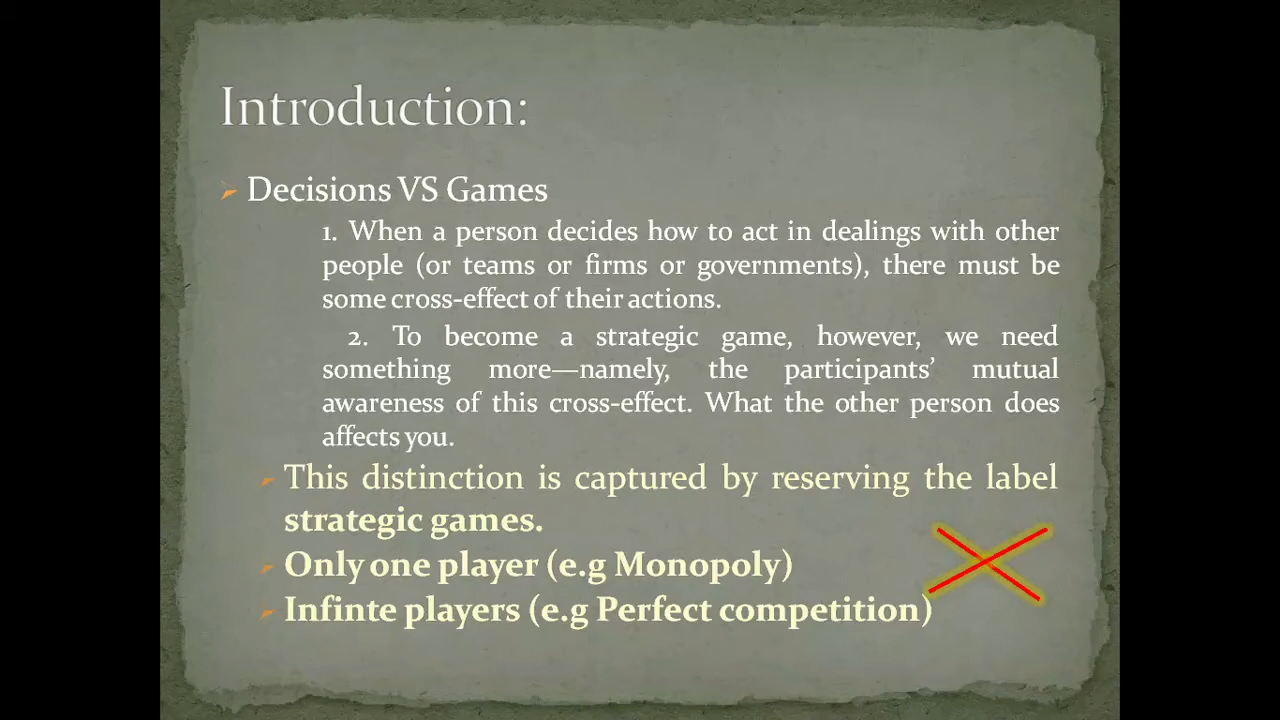 Introduction:
Decisions VS Games
1. When a person decides how to act in dealings with other
people (or teams or firms or governments), there must be
some cross-effect of their actions.
2. To become a strategic game, however, we need
something more—namely, the participants’ mutual
awareness of this cross-effect. What the other person does
affects you.
This distinction is captured by reserving the label
strategic games.
Only one player (e.g Monopoly)
Infinte players (e.g Perfect competition)